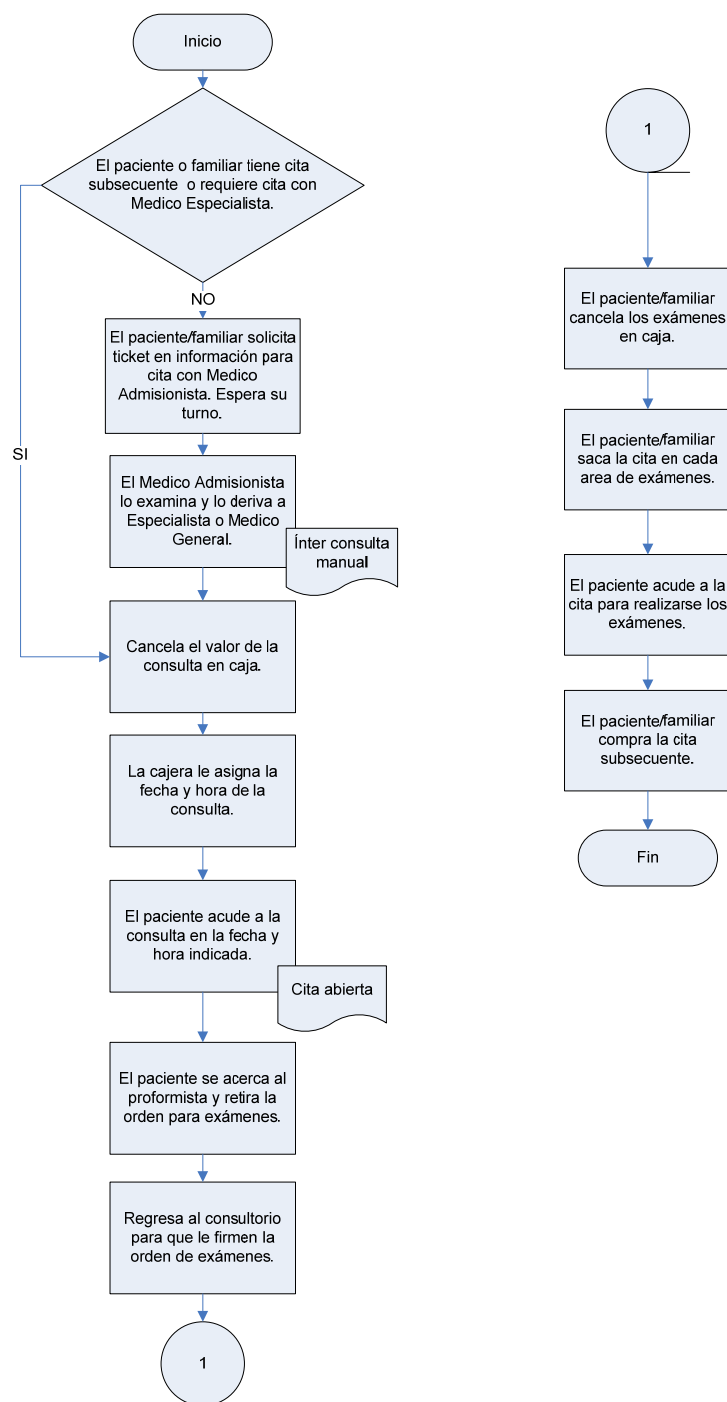 Inicio
El paciente o familiar tiene cita
subsecuente o requiere cita con
Medico Especialista.
NO
SI
El paciente/familiar solicita
ticket en información para
cita con Medico
Admisionista. Espera su
turno.
El Medico Admisionista
lo examina y lo deriva a
Especialista o Medico
General.
Ínter consulta
manual
Cancela el valor de la
consulta en caja.
La cajera le asigna la
fecha y hora de la
consulta.
El paciente acude a la
consulta en la fecha y
hora indicada.
Cita abierta
El paciente se acerca al
proformista y retira la
orden para exámenes.
Regresa al consultorio
para que le firmen la
orden de exámenes.
1
1
El paciente/familiar
cancela los exámenes
en caja.
El paciente/familiar
saca la cita en cada
area de exámenes.
El paciente acude a la
cita para realizarse los
exámenes.
El paciente/familiar
compra la cita
subsecuente.
Fin